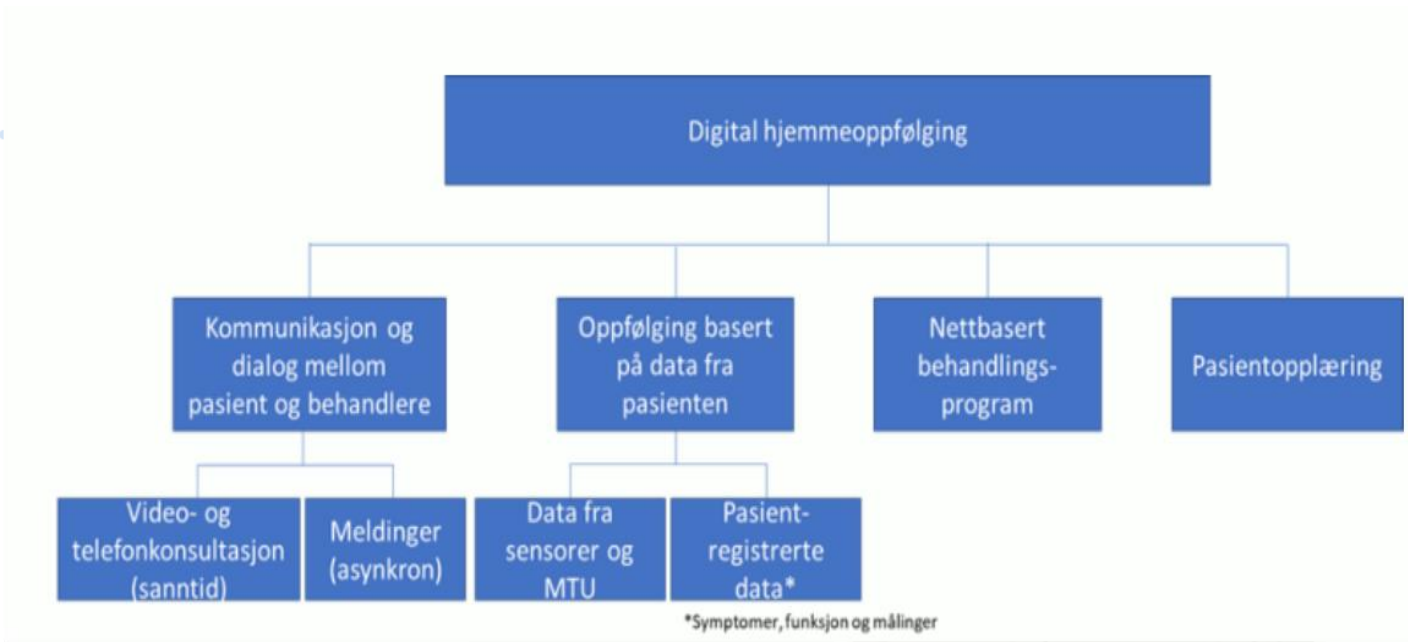 Digital hjemmeoppfølging
Kommunikasjon og
dialog mellom
pasient og behandlere
Oppfølging basert
på data fra
pasienten
Nettbasert
behandlings-
program
Pasientopplæring
Video- og
telefonkonsultasjon
(sanntid)
Meldinger
(asynkron)
Data fra
sensorer og
MTU
Pasient-
registrerte
data*
*Symptomer, funksjon og målinger